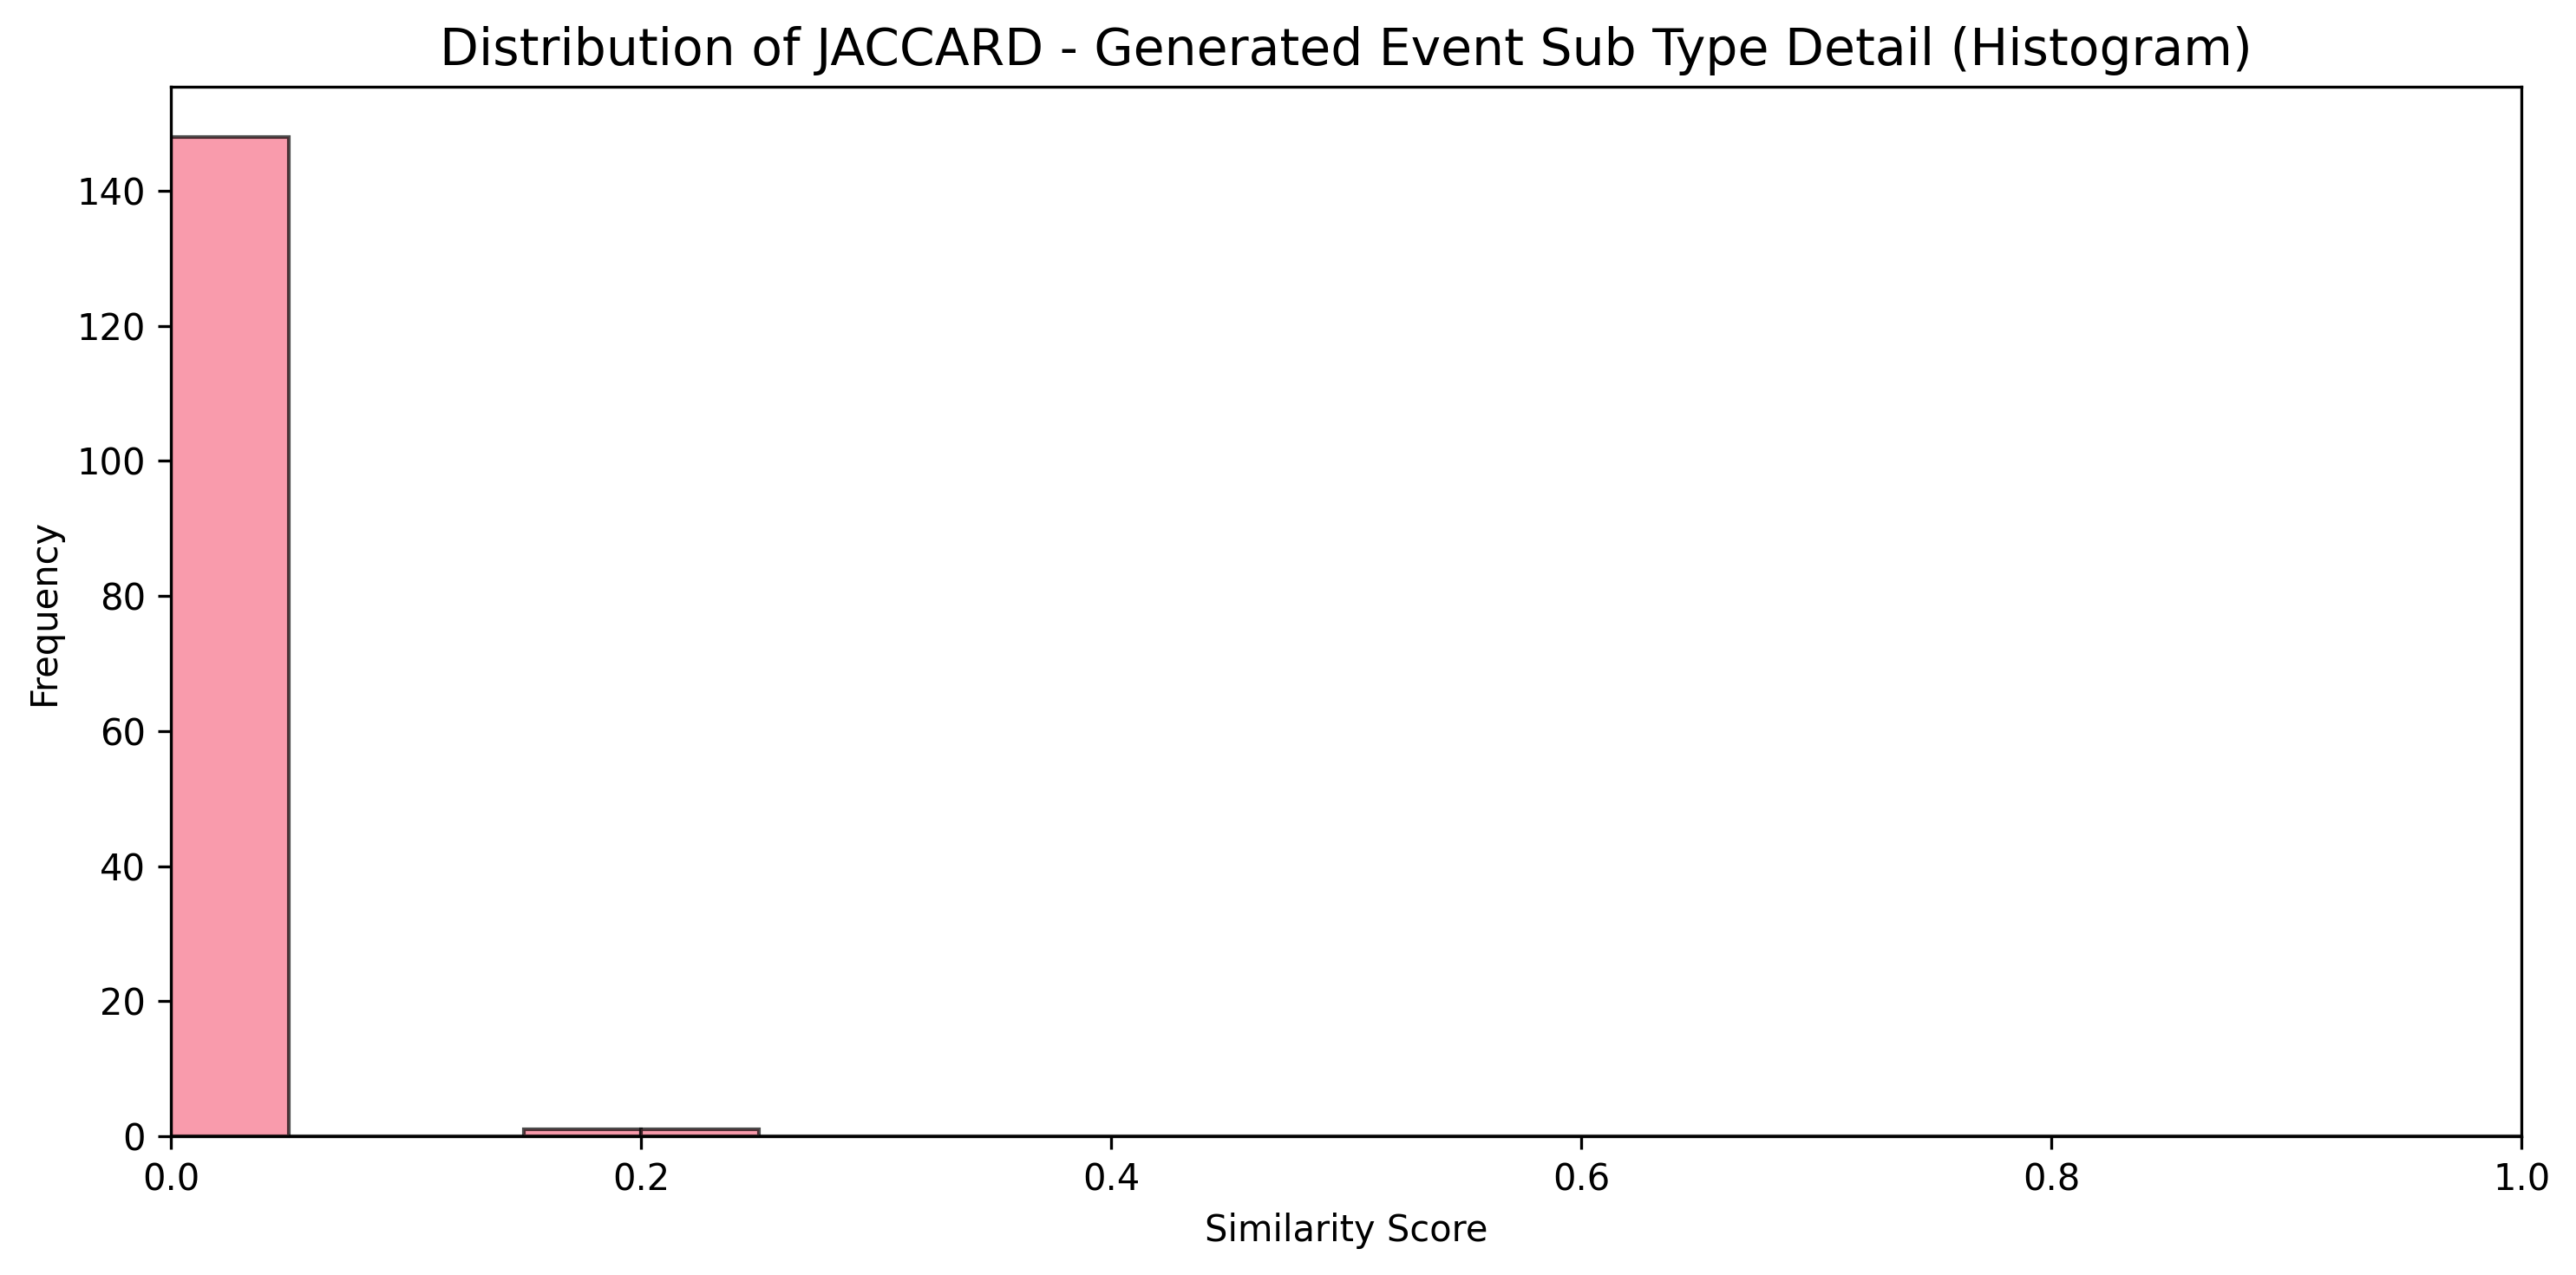 Distribution of JACCARD - Generated Event Sub Type Detail (Histogram)
140
120
100
80
60
40
20
0
Frequency
0.0 0.2 0.4 0.6 0.8 1.0
Similarity Score